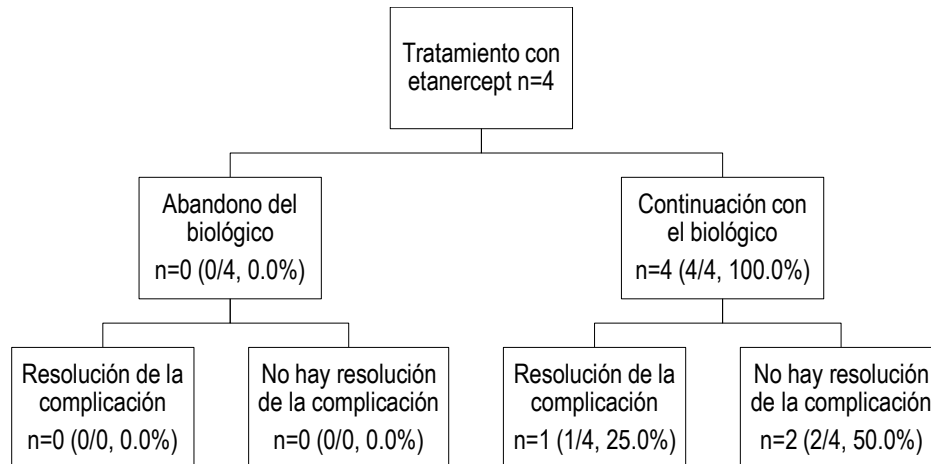 Tratamiento con
etanercept n=4
Abandono del
biológico
n=0 (0/4, 0.0%)
Continuación con
el biológico
n=4 (4/4, 100.0%)
Resolución de la
complicación
n=0 (0/0, 0.0%)
No hay resolución
de la complicación
n=0 (0/0, 0.0%)
Resolución de la
complicación
n=1 (1/4, 25.0%)
No hay resolución
de la complicación
n=2 (2/4, 50.0%)